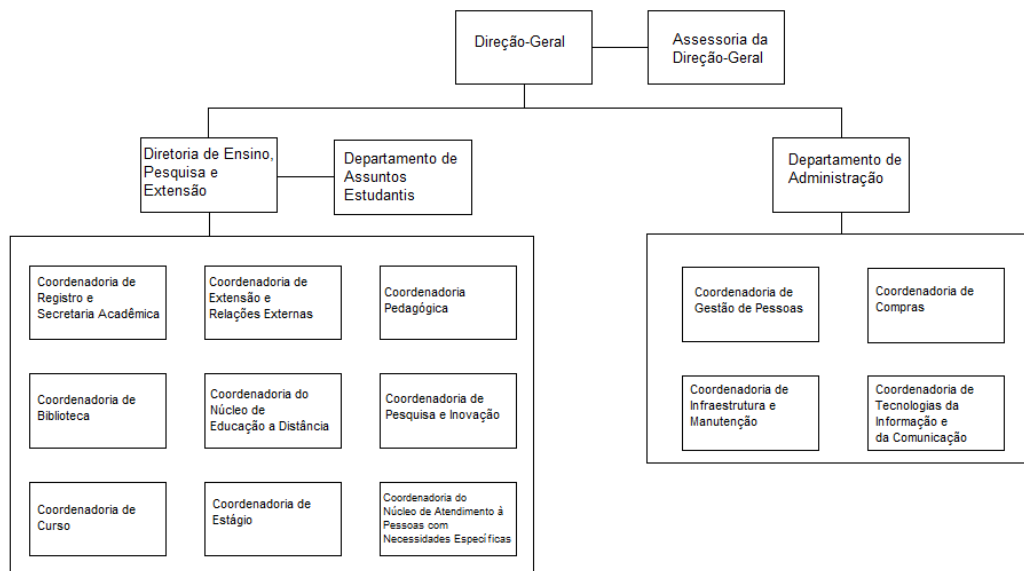 Direção-Geral
Assessoria da
Direção-Geral
Diretoria de Ensino,
Pesquisa e
Extensão
Departamento de
Assuntos
Estudantis
Departamento de
Administração
Coordenadoria de
Registro e
Secretaria Acadêmica
Coordenadoria de
Extensão e
Relações Externas
Coordenadoria
Pedagógica
Coordenadoria de
Biblioteca
Coordenadoria do
Núcleo de
Educação a Distância
Coordenadoria de
Pesquisa e Inovação
Coordenadoria de
Curso
Coordenadoria de
Estágio
Coordenadoria do
Núcleo de Atendimento à
Pessoas com
Necessidades Específicas
Coordenadoria de
Gestão de Pessoas
Coordenadoria de
Compras
Coordenadoria de
Infraestrutura e
Manutenção
Coordenadoria de
Tecnologias da
Informação e
da Comunicação